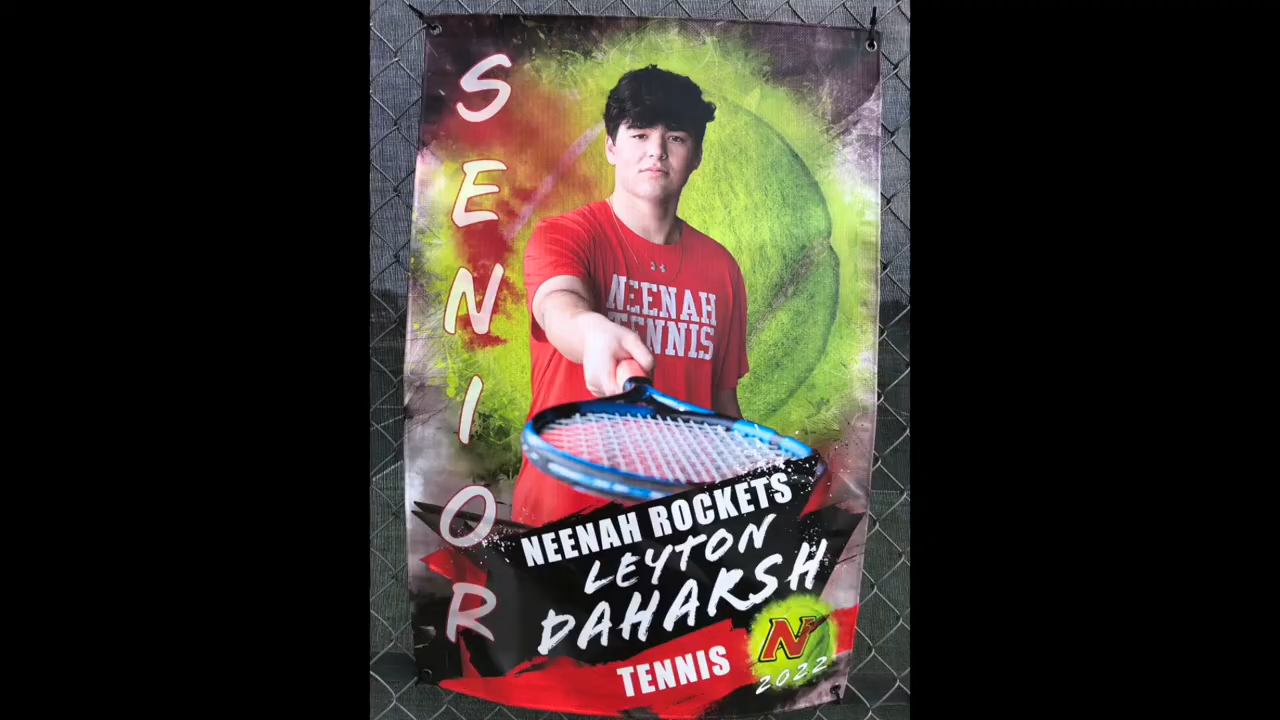 SENIOR
NEENAH
TENNIS
NEENAH ROCKETS
LEYTON
DAHARSH
TENNIS
N
2022